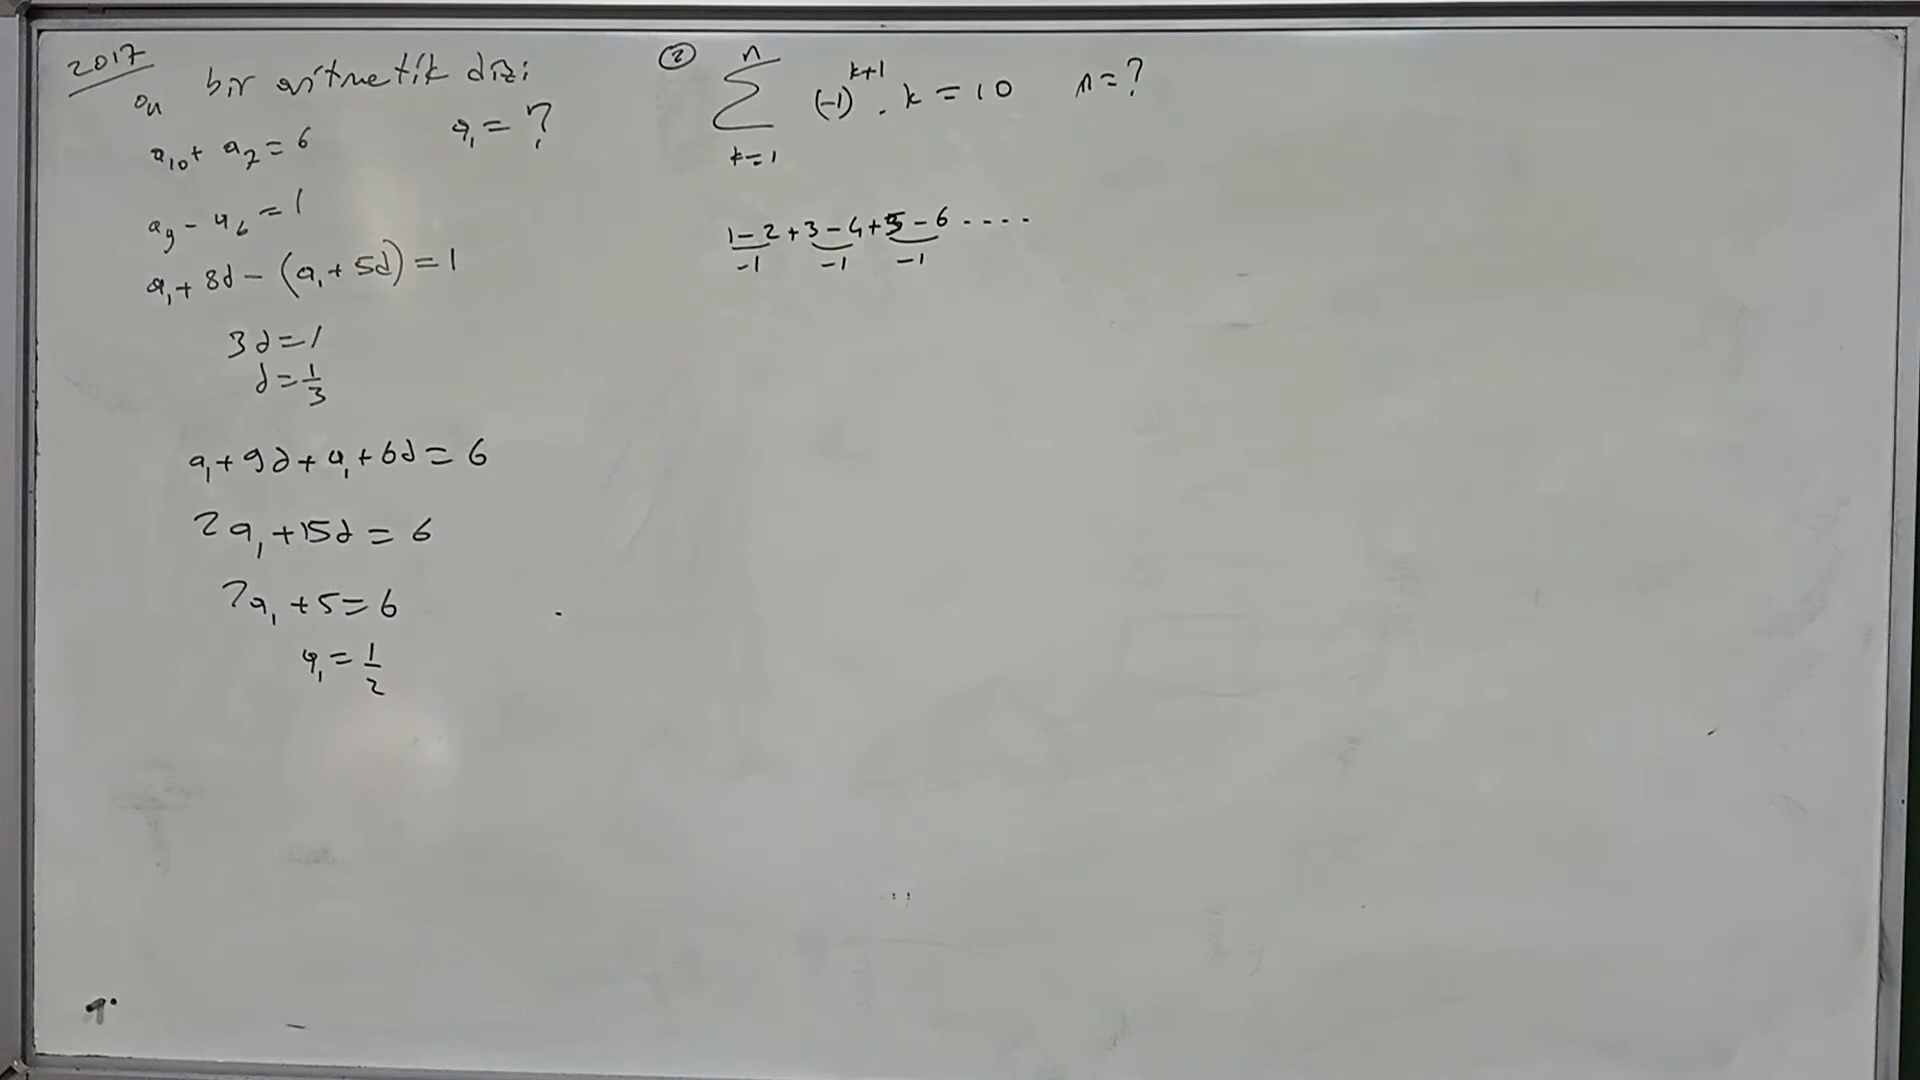 2017
an bir aritmetik dizi
a₁₀ + a₇ = 6 a₁ = ?
a₉ - a₆ = 1
a₁ + 8d - (a₁ + 5d) = 1
3d = 1
d = 1/3
a₁ + 9d + a₁ + 6d = 6
2a₁ + 15d = 6
2a₁ + 5 = 6
a₁ = 1/2
② n
∑ (-1)^(k+1) . k = 10 n = ?
k=1
1 - 2 + 3 - 4 + 5 - 6 ....
-1 -1 -1